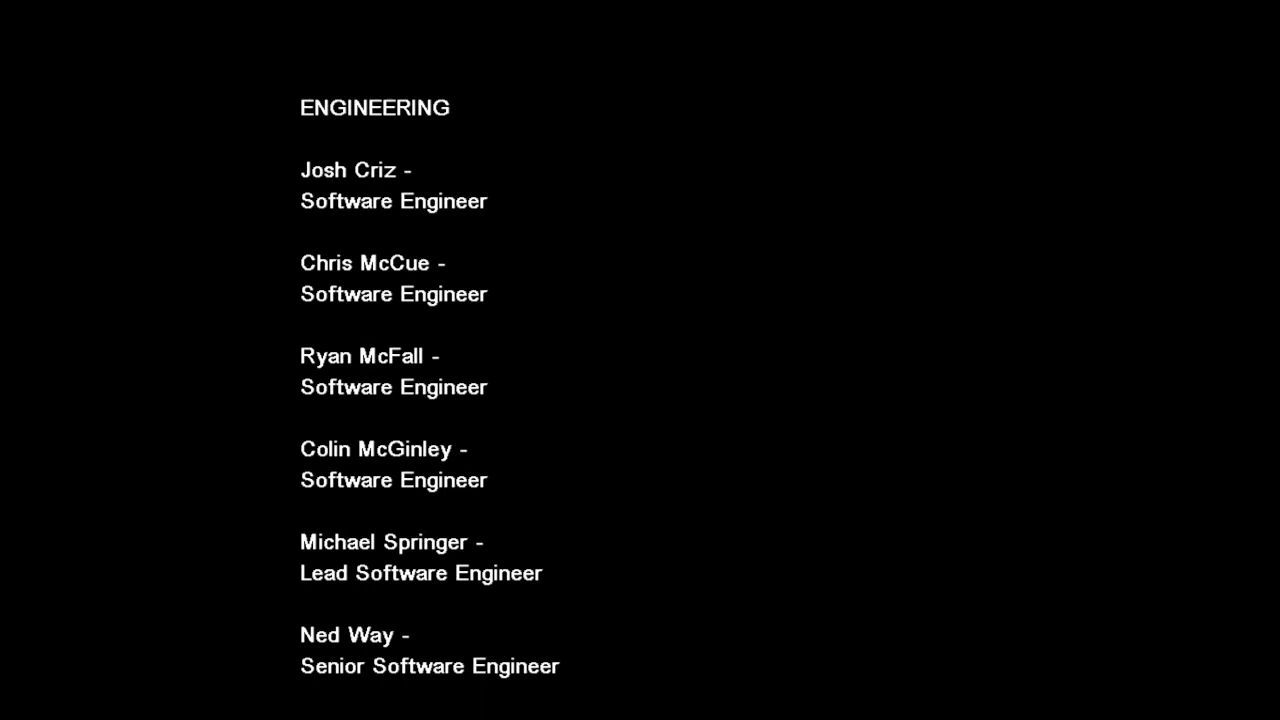 ENGINEERING
Josh Criz -
Software Engineer
Chris McCue -
Software Engineer
Ryan McFall -
Software Engineer
Colin McGinley -
Software Engineer
Michael Springer -
Lead Software Engineer
Ned Way -
Senior Software Engineer